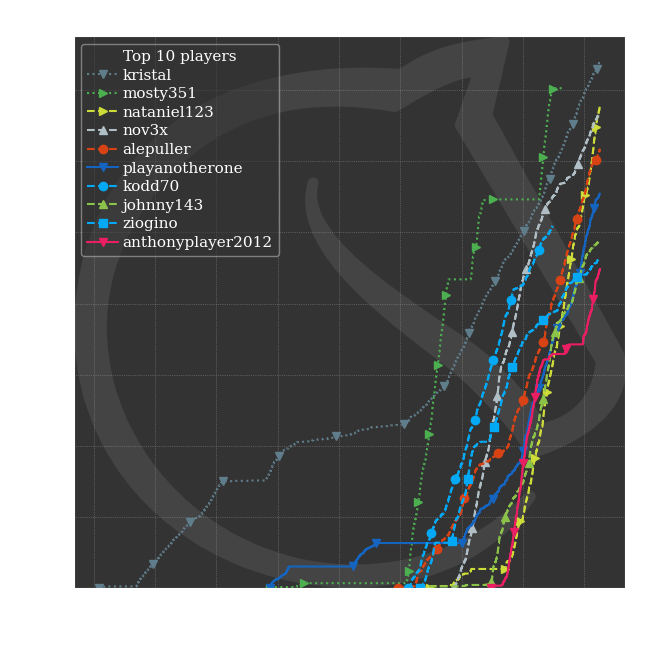 Top 10 players
kristal
mosty351
nataniel123
nov3x
alepuller
playanotherone
kodd70
johnny143
ziogino
anthonyplayer2012